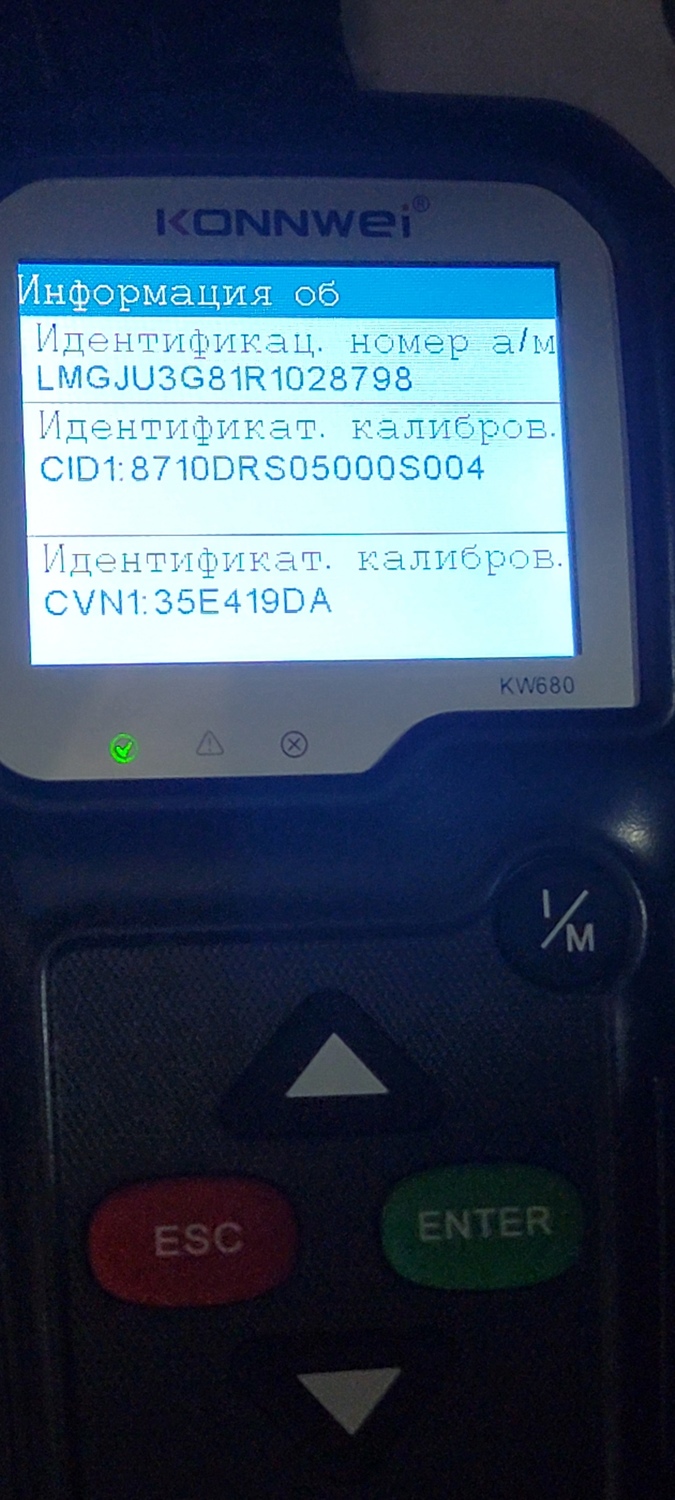 KONNWEI®
Информация об
Идентификац. номер а/м
LMGJU3G81R1028798
Идентификат. калибров.
CID1:8710DRS05000S004
Идентификат. калибров.
CVN1:35E419DA
KW680
I/M
ESC
ENTER